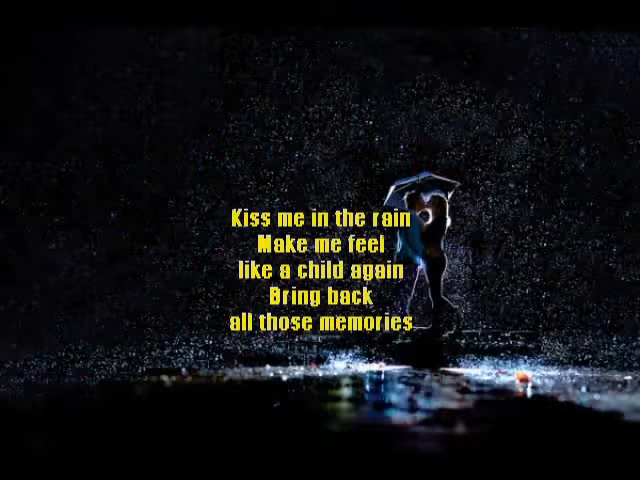 Kiss me in the rain
Make me feel
like a child again
Bring back
all those memories